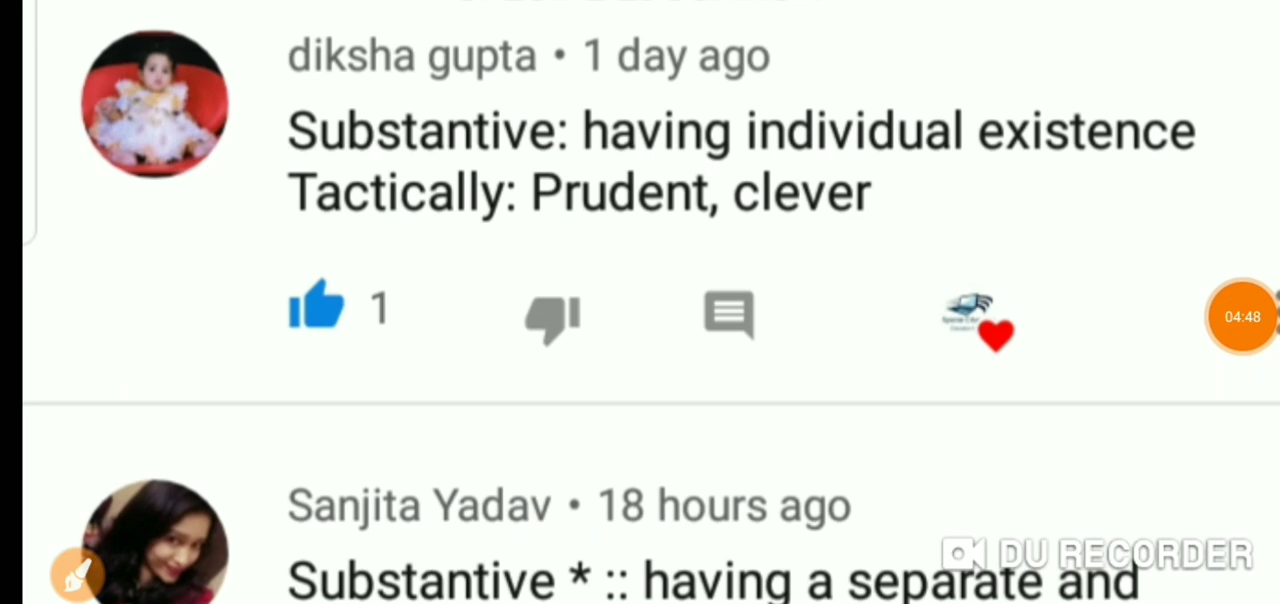 diksha gupta • 1 day ago
Substantive: having individual existence
Tactically: Prudent, clever
1
04:48
Sanjita Yadav • 18 hours ago
DU RECORDER
Substantive * :: having a separate and